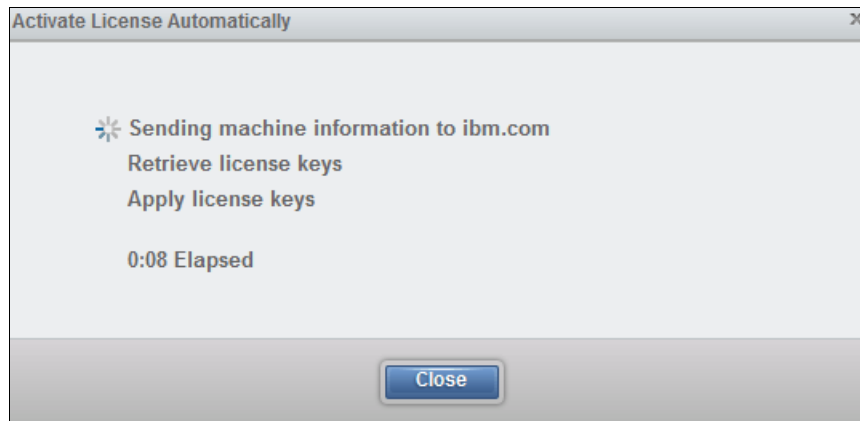 Activate License Automatically
Sending machine information to ibm.com
Retrieve license keys
Apply license keys
0:08 Elapsed
Close